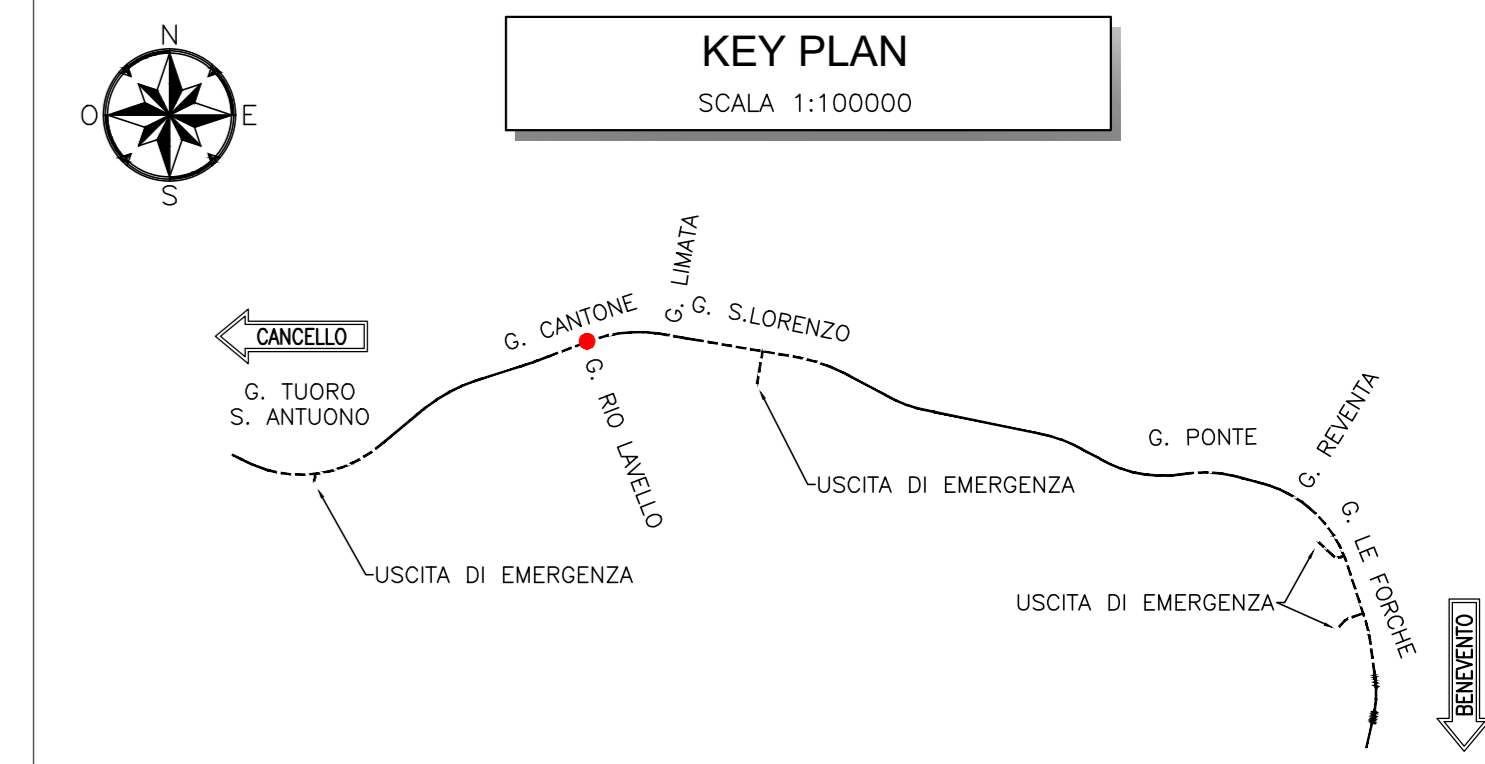 N
O
E
S
KEY PLAN
SCALA 1:100000
CANCELLO
G. TUORO
S. ANTUONO
G. CANTONE
G. RIO LAVELLO
G. LIMATA
G. S.LORENZO
G. PONTE
G. REVENTA
G. LE FORCHE
USCITA DI EMERGENZA
USCITA DI EMERGENZA
USCITA DI EMERGENZA
BENEVENTO